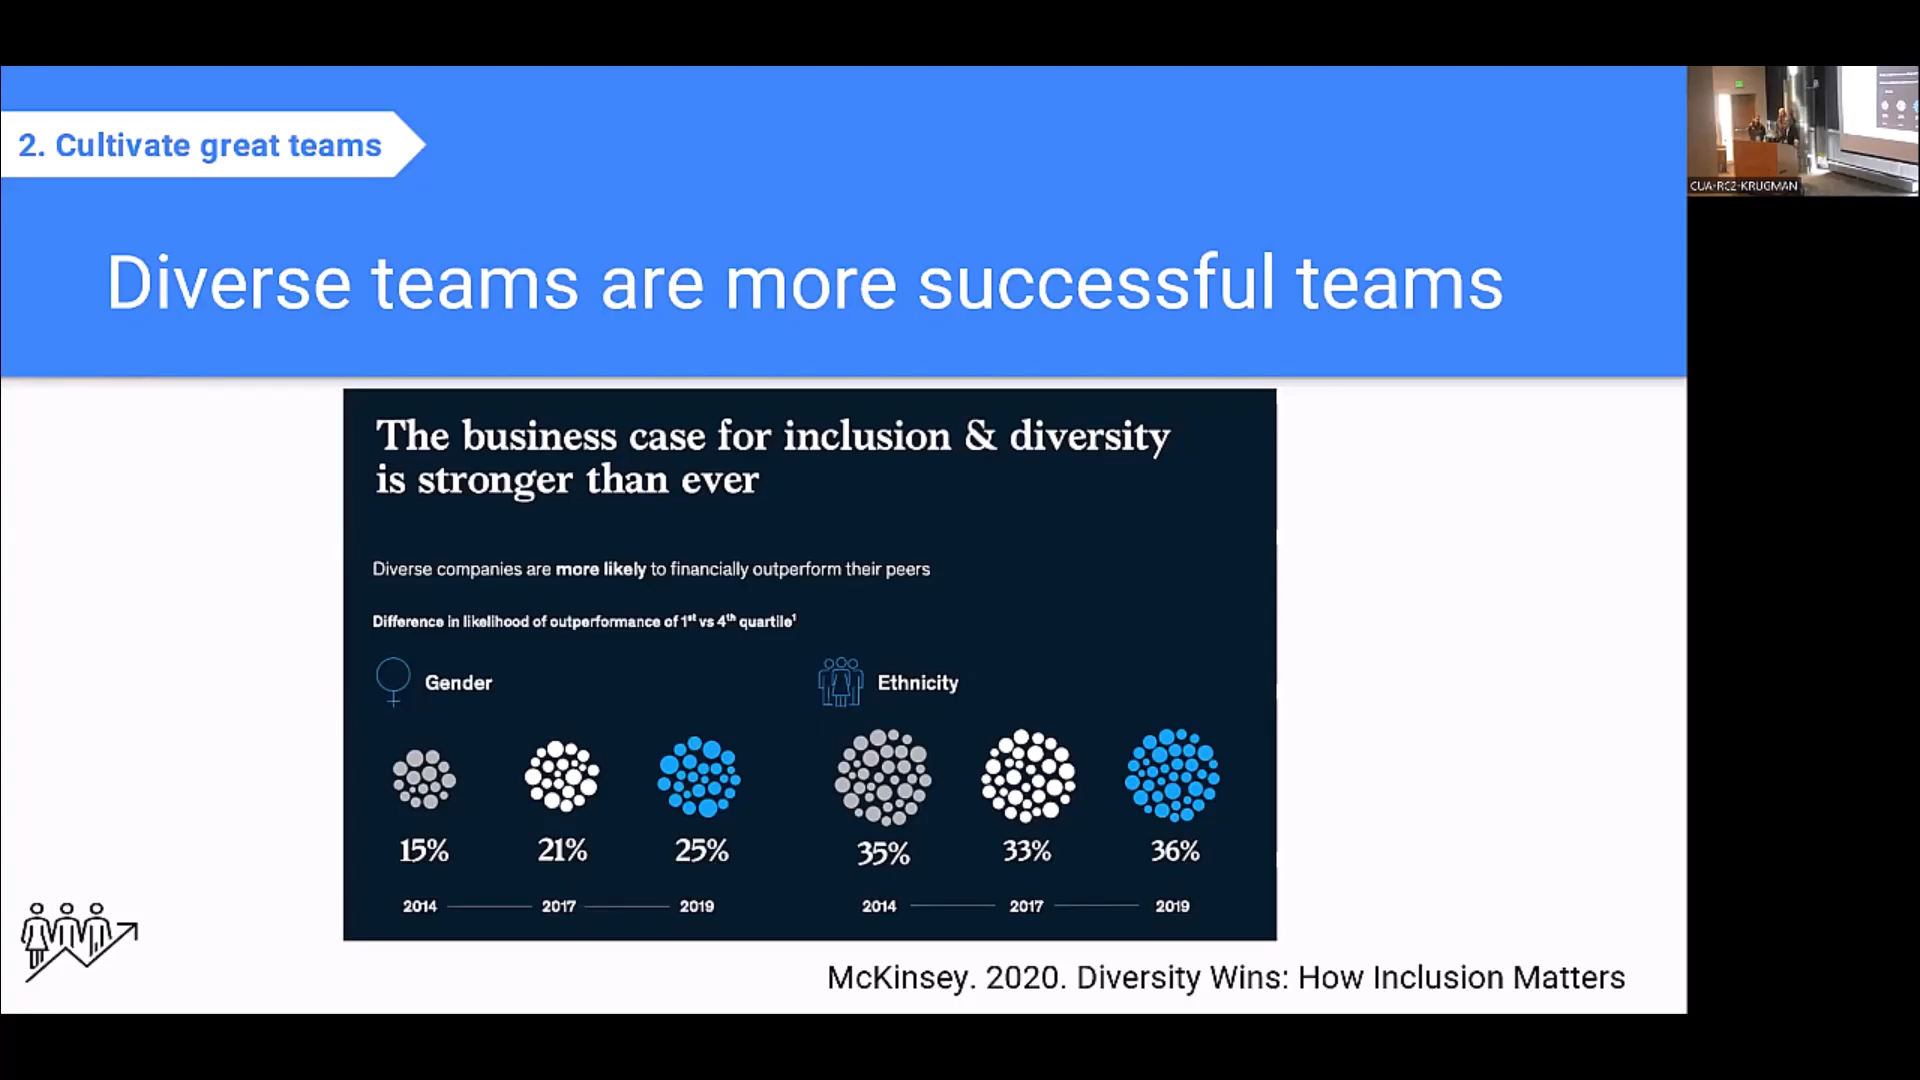 2. Cultivate great teams
CUA-RC2-KRUGMAN
Diverse teams are more successful teams
The business case for inclusion & diversity
is stronger than ever
Diverse companies are more likely to financially outperform their peers
Difference in likelihood of outperformance of 1st vs 4th quartile¹
Gender
Ethnicity
15% 21% 25% 35% 33% 36%
2014 2017 2019 2014 2017 2019
McKinsey. 2020. Diversity Wins: How Inclusion Matters